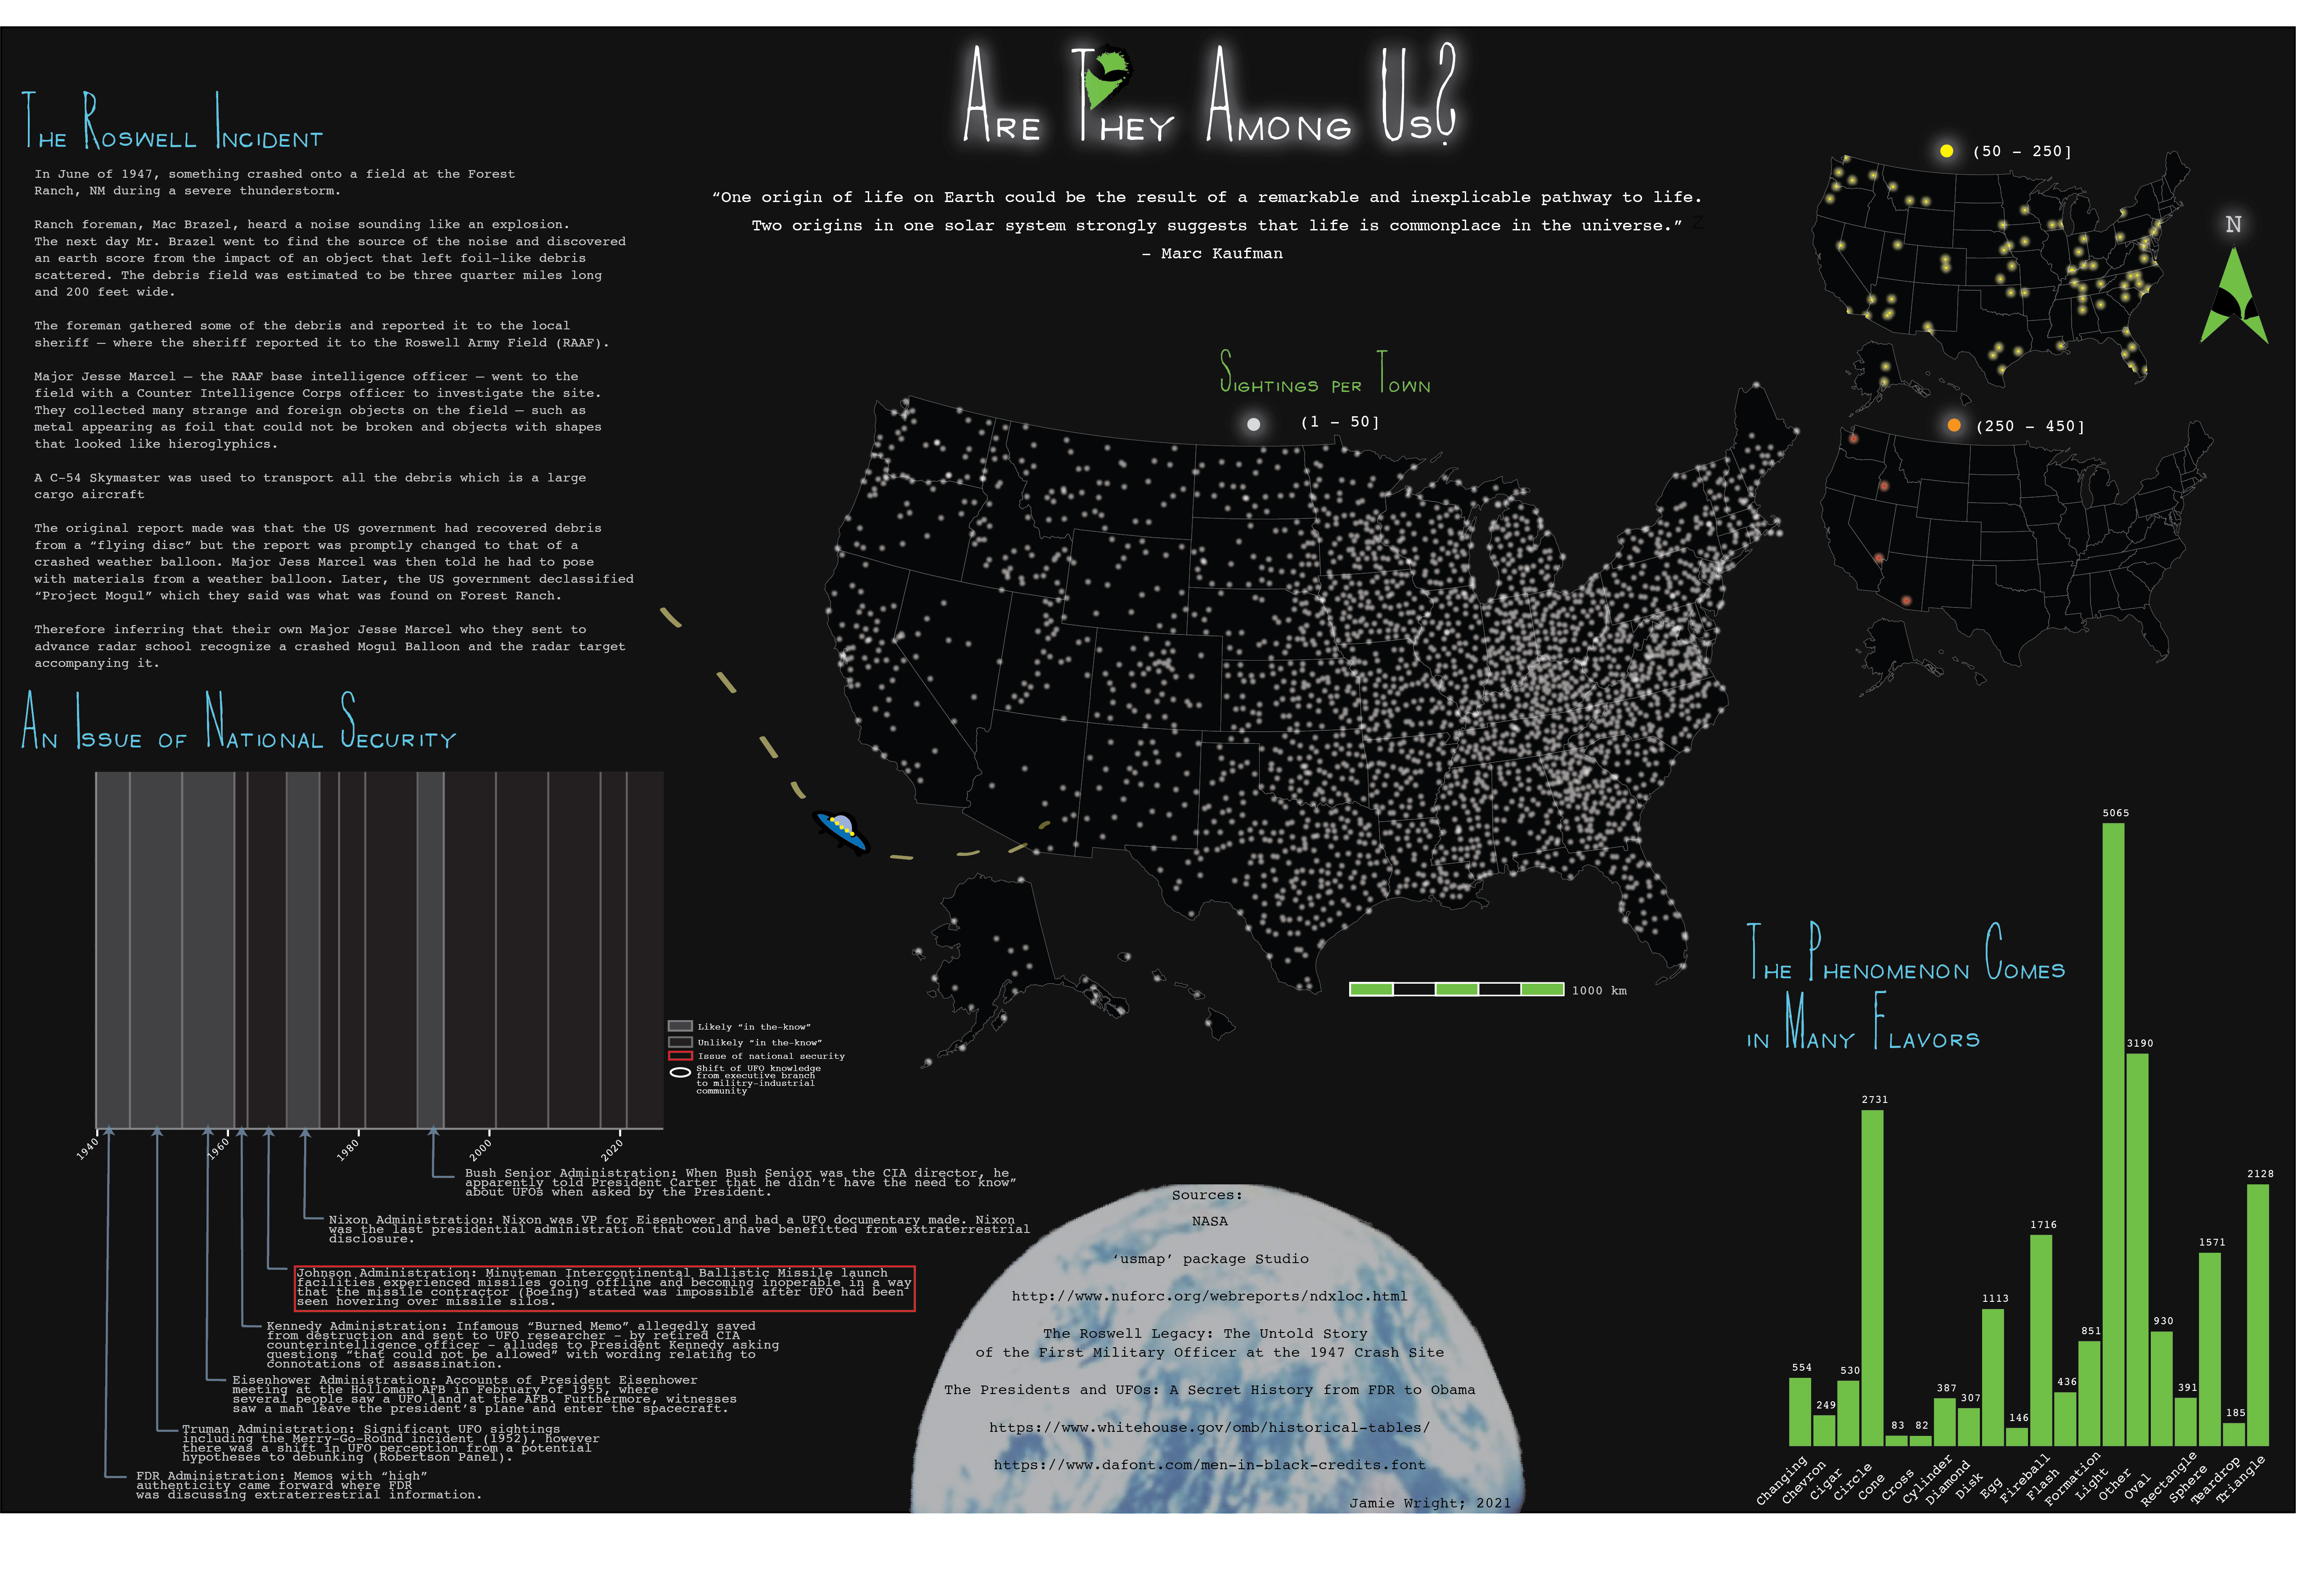 Are They Among Us?
“One origin of life on Earth could be the result of a remarkable and inexplicable pathway to life.
Two origins in one solar system strongly suggests that life is commonplace in the universe.” Z
- Marc Kaufman
The Roswell Incident
In June of 1947, something crashed onto a field at the Forest
Ranch, NM during a severe thunderstorm.
Ranch foreman, Mac Brazel, heard a noise sounding like an explosion.
The next day Mr. Brazel went to find the source of the noise and discovered
an earth score from the impact of an object that left foil-like debris
scattered. The debris field was estimated to be three quarter miles long
and 200 feet wide.
The foreman gathered some of the debris and reported it to the local
sheriff — where the sheriff reported it to the Roswell Army Field (RAAF).
Major Jesse Marcel — the RAAF base intelligence officer — went to the
field with a Counter Intelligence Corps officer to investigate the site.
They collected many strange and foreign objects on the field — such as
metal appearing as foil that could not be broken and objects with shapes
that looked like hieroglyphics.
A C-54 Skymaster was used to transport all the debris which is a large
cargo aircraft
The original report made was that the US government had recovered debris
from a “flying disc” but the report was promptly changed to that of a
crashed weather balloon. Major Jess Marcel was then told he had to pose
with materials from a weather balloon. Later, the US government declassified
“Project Mogul” which they said was what was found on Forest Ranch.
Therefore inferring that their own Major Jesse Marcel who they sent to
advance radar school recognize a crashed Mogul Balloon and the radar target
accompanying it.
An Issue of National Security
Likely “in the-know”
Unlikely “in the-know”
Issue of national security
Shift of UFO knowledge
from executive branch
to militry-industrial
community
1940
1960
1980
2000
2020
Bush Senior Administration: When Bush Senior was the CIA director, he
apparently told President Carter that he didn’t have the need to know”
about UFOs when asked by the President.
Nixon Administration: Nixon was VP for Eisenhower and had a UFO documentary made. Nixon
was the last presidential administration that could have benefitted from extraterrestrial
disclosure.
Johnson Administration: Minuteman Intercontinental Ballistic Missile launch
facilities experienced missiles going offline and becoming inoperable in a way
that the missile contractor (Boeing) stated was impossible after UFO had been
seen hovering over missile silos.
Kennedy Administration: Infamous “Burned Memo” allegedly saved
from destruction and sent to UFO researcher - by retired CIA
counterintelligence officer - alludes to President Kennedy asking
questions “that could not be allowed” with wording relating to
connotations of assassination.
Eisenhower Administration: Accounts of President Eisenhower
meeting at the Holloman AFB in February of 1955, where
several people saw a UFO land at the AFB. Furthermore, witnesses
saw a man leave the president’s plane and enter the spacecraft.
Truman Administration: Significant UFO sightings
including the Merry-Go-Round incident (1952), however
there was a shift in UFO perception from a potential
hypotheses to debunking (Robertson Panel).
FDR Administration: Memos with “high”
authenticity came forward where FDR
was discussing extraterrestrial information.
Sightings per Town
(1 - 50]
1000 km
(50 - 250]
N
(250 - 450]
The Phenomenon Comes
in Many Flavors
554
249
530
2731
83
82
387
307
1113
146
1716
436
851
5065
3190
930
391
1571
185
2128
Changing
Chevron
Cigar
Circle
Cone
Cross
Cylinder
Diamond
Disk
Egg
Fireball
Flash
Formation
Light
Other
Oval
Rectangle
Sphere
Teardrop
Triangle
Sources:
NASA
‘usmap’ package Studio
http://www.nuforc.org/webreports/ndxloc.html
The Roswell Legacy: The Untold Story
of the First Military Officer at the 1947 Crash Site
The Presidents and UFOs: A Secret History from FDR to Obama
https://www.whitehouse.gov/omb/historical-tables/
https://www.dafont.com/men-in-black-credits.font
Jamie Wright; 2021